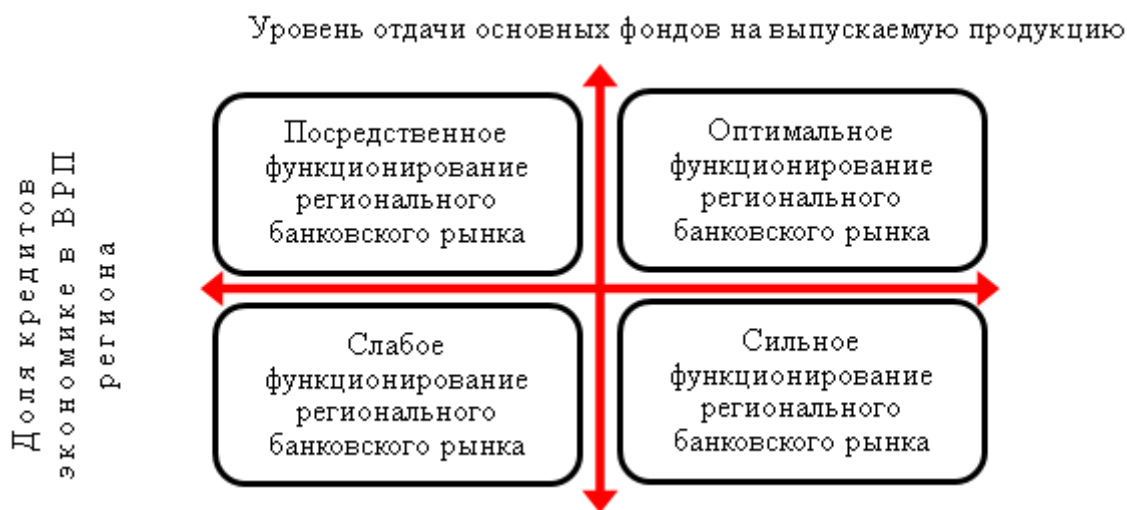 Уровень отдачи основных фондов на выпускаемую продукцию
Доля кредитов
экономике в ВРП
региона
Посредственное
функционирование
регионального
банковского рынка
Оптимальное
функционирование
регионального
банковского рынка
Слабое
функционирование
регионального
банковского рынка
Сильное
функционирование
регионального
банковского рынка